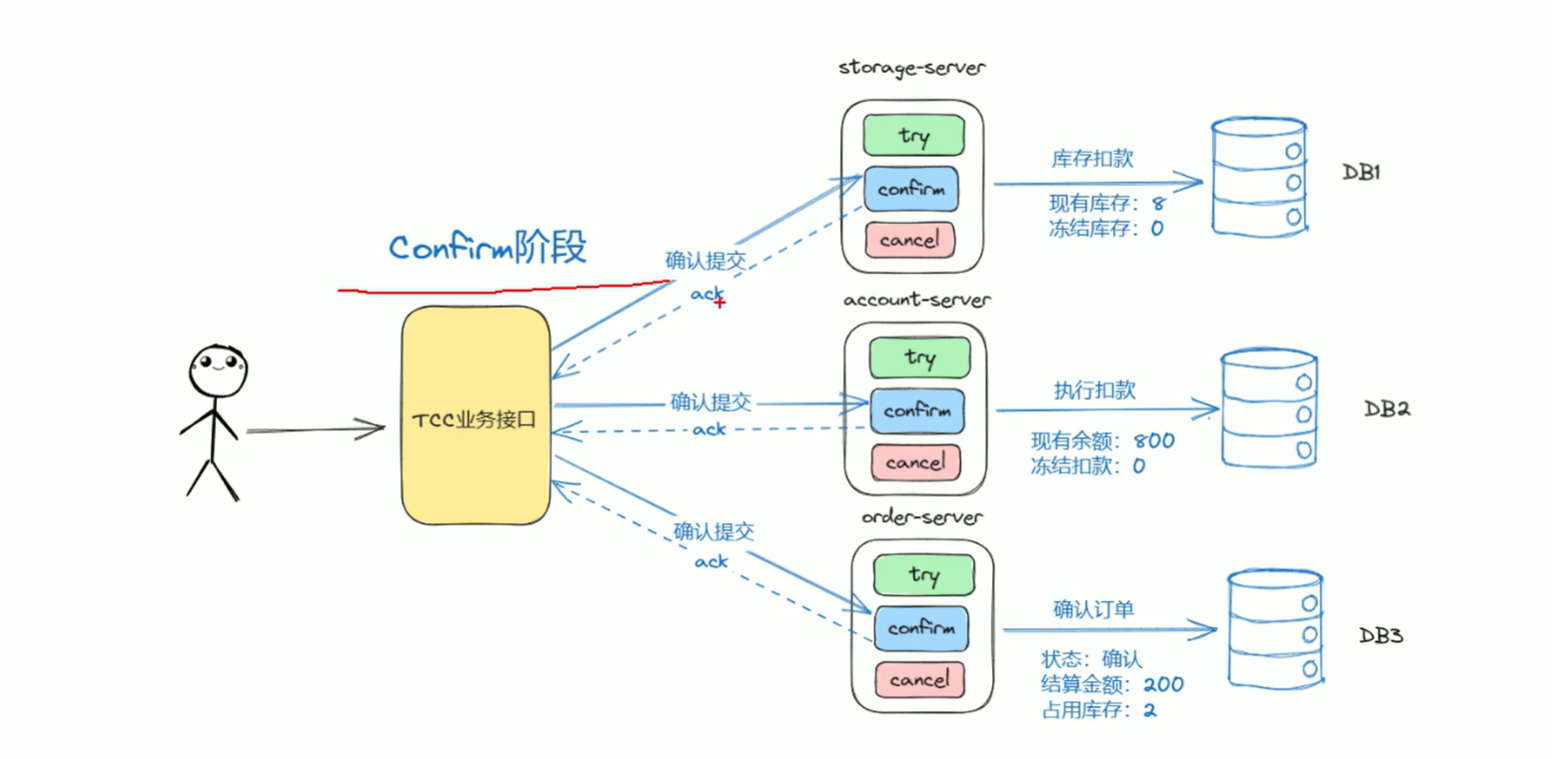 storage-server
try
confirm
cancel
库存扣款
现有库存：8
冻结库存：0
DB1
Confirm阶段
确认提交
ack
TCC业务接口
account-server
try
confirm
cancel
确认提交
ack
执行扣款
现有余额：800
冻结扣款：0
DB2
order-server
try
confirm
cancel
确认提交
ack
确认订单
状态：确认
结算金额：200
占用库存：2
DB3